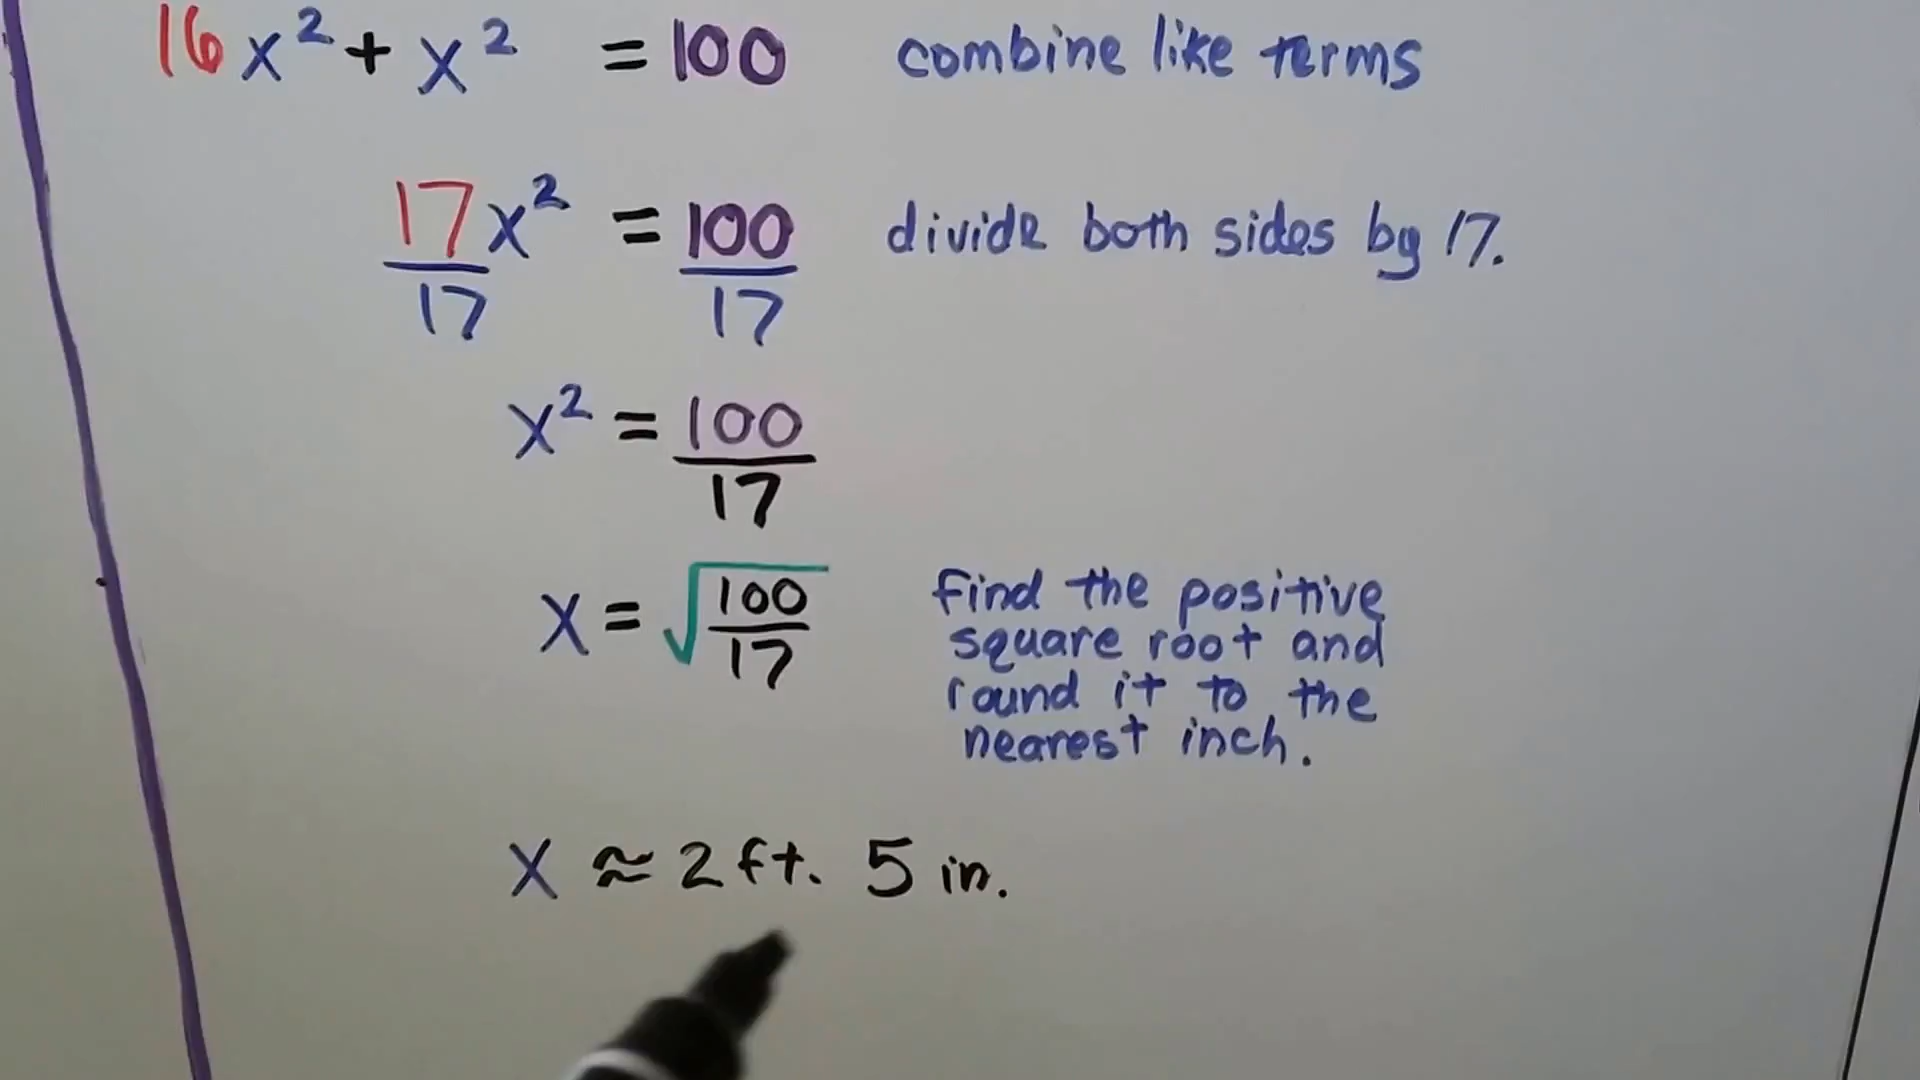 16x² + x² = 100 combine like terms
17x² = 100 divide both sides by 17.
17 17
x² = 100
17
x = √100 find the positive
17 square root and
round it to the
nearest inch.
x ≈ 2 ft. 5 in.